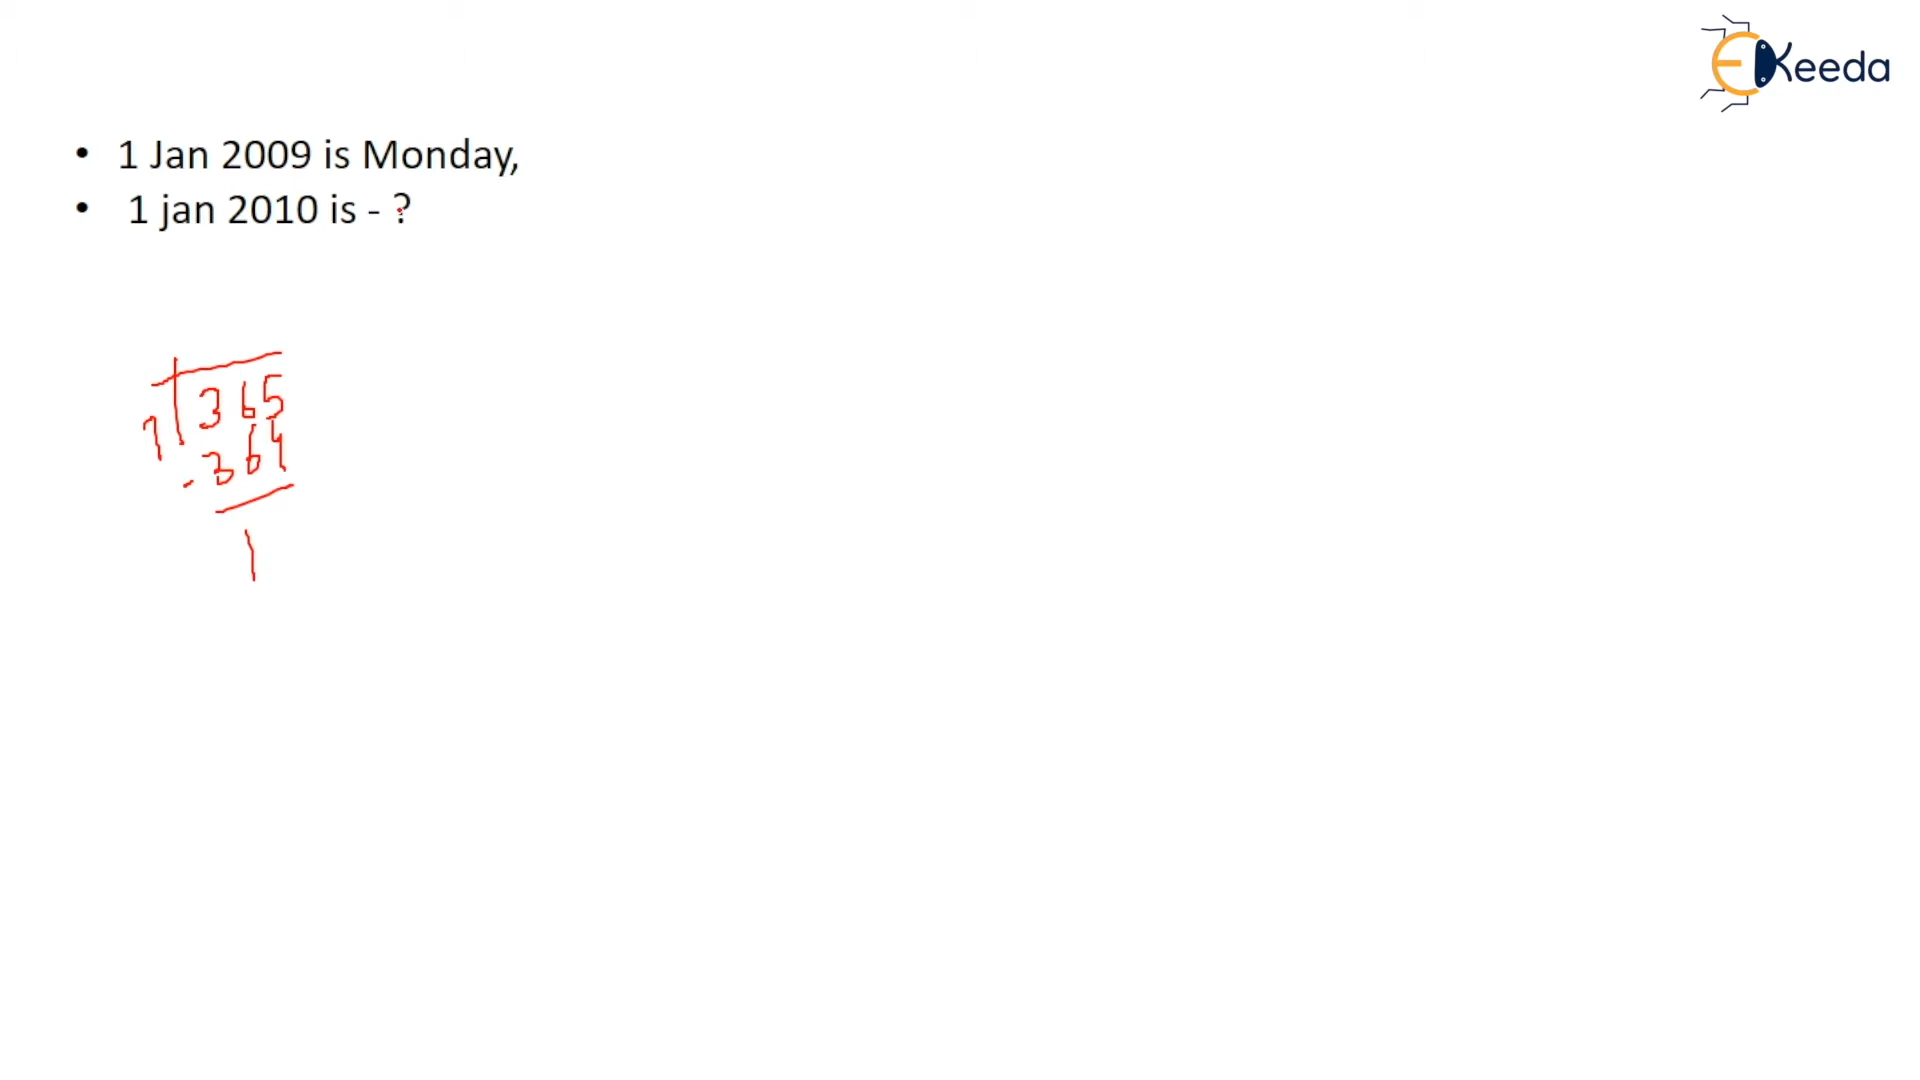 EKeeda
• 1 Jan 2009 is Monday,
• 1 jan 2010 is - ?
7 365
- 364
1